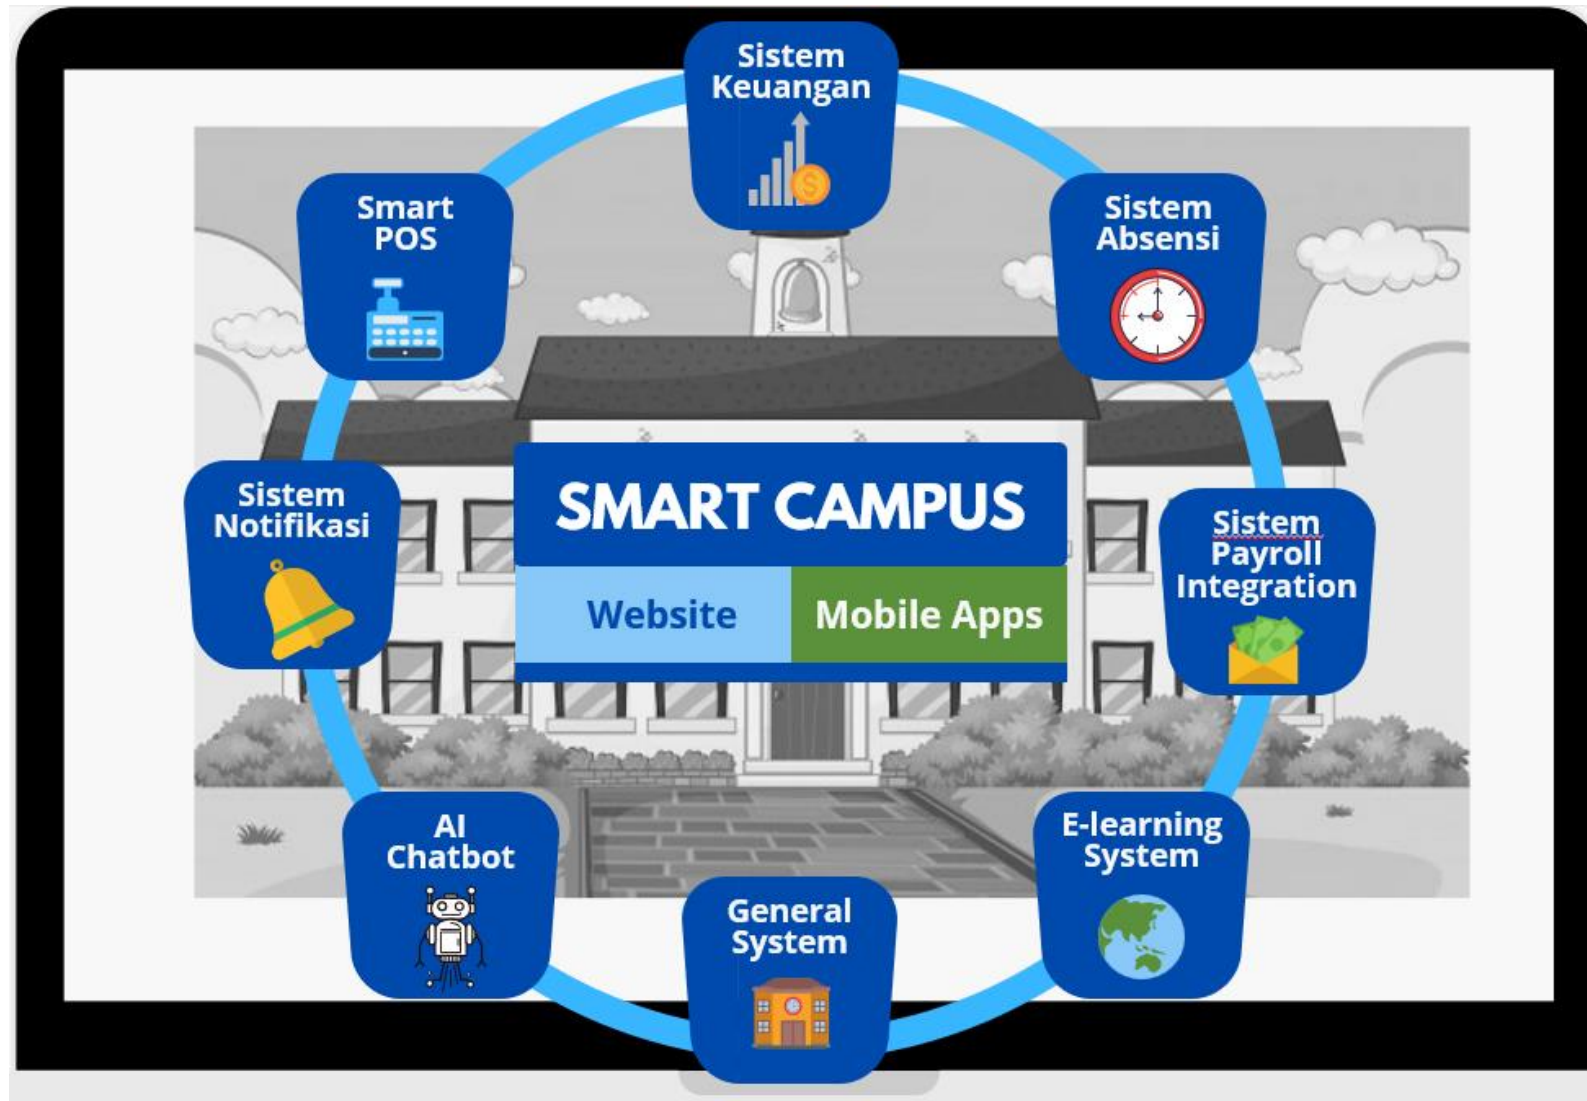 Sistem
Keuangan
Smart
POS
Sistem
Absensi
Sistem
Notifikasi
SMART CAMPUS
Website
Mobile Apps
Sistem
Payroll
Integration
AI
Chatbot
E-learning
System
General
System